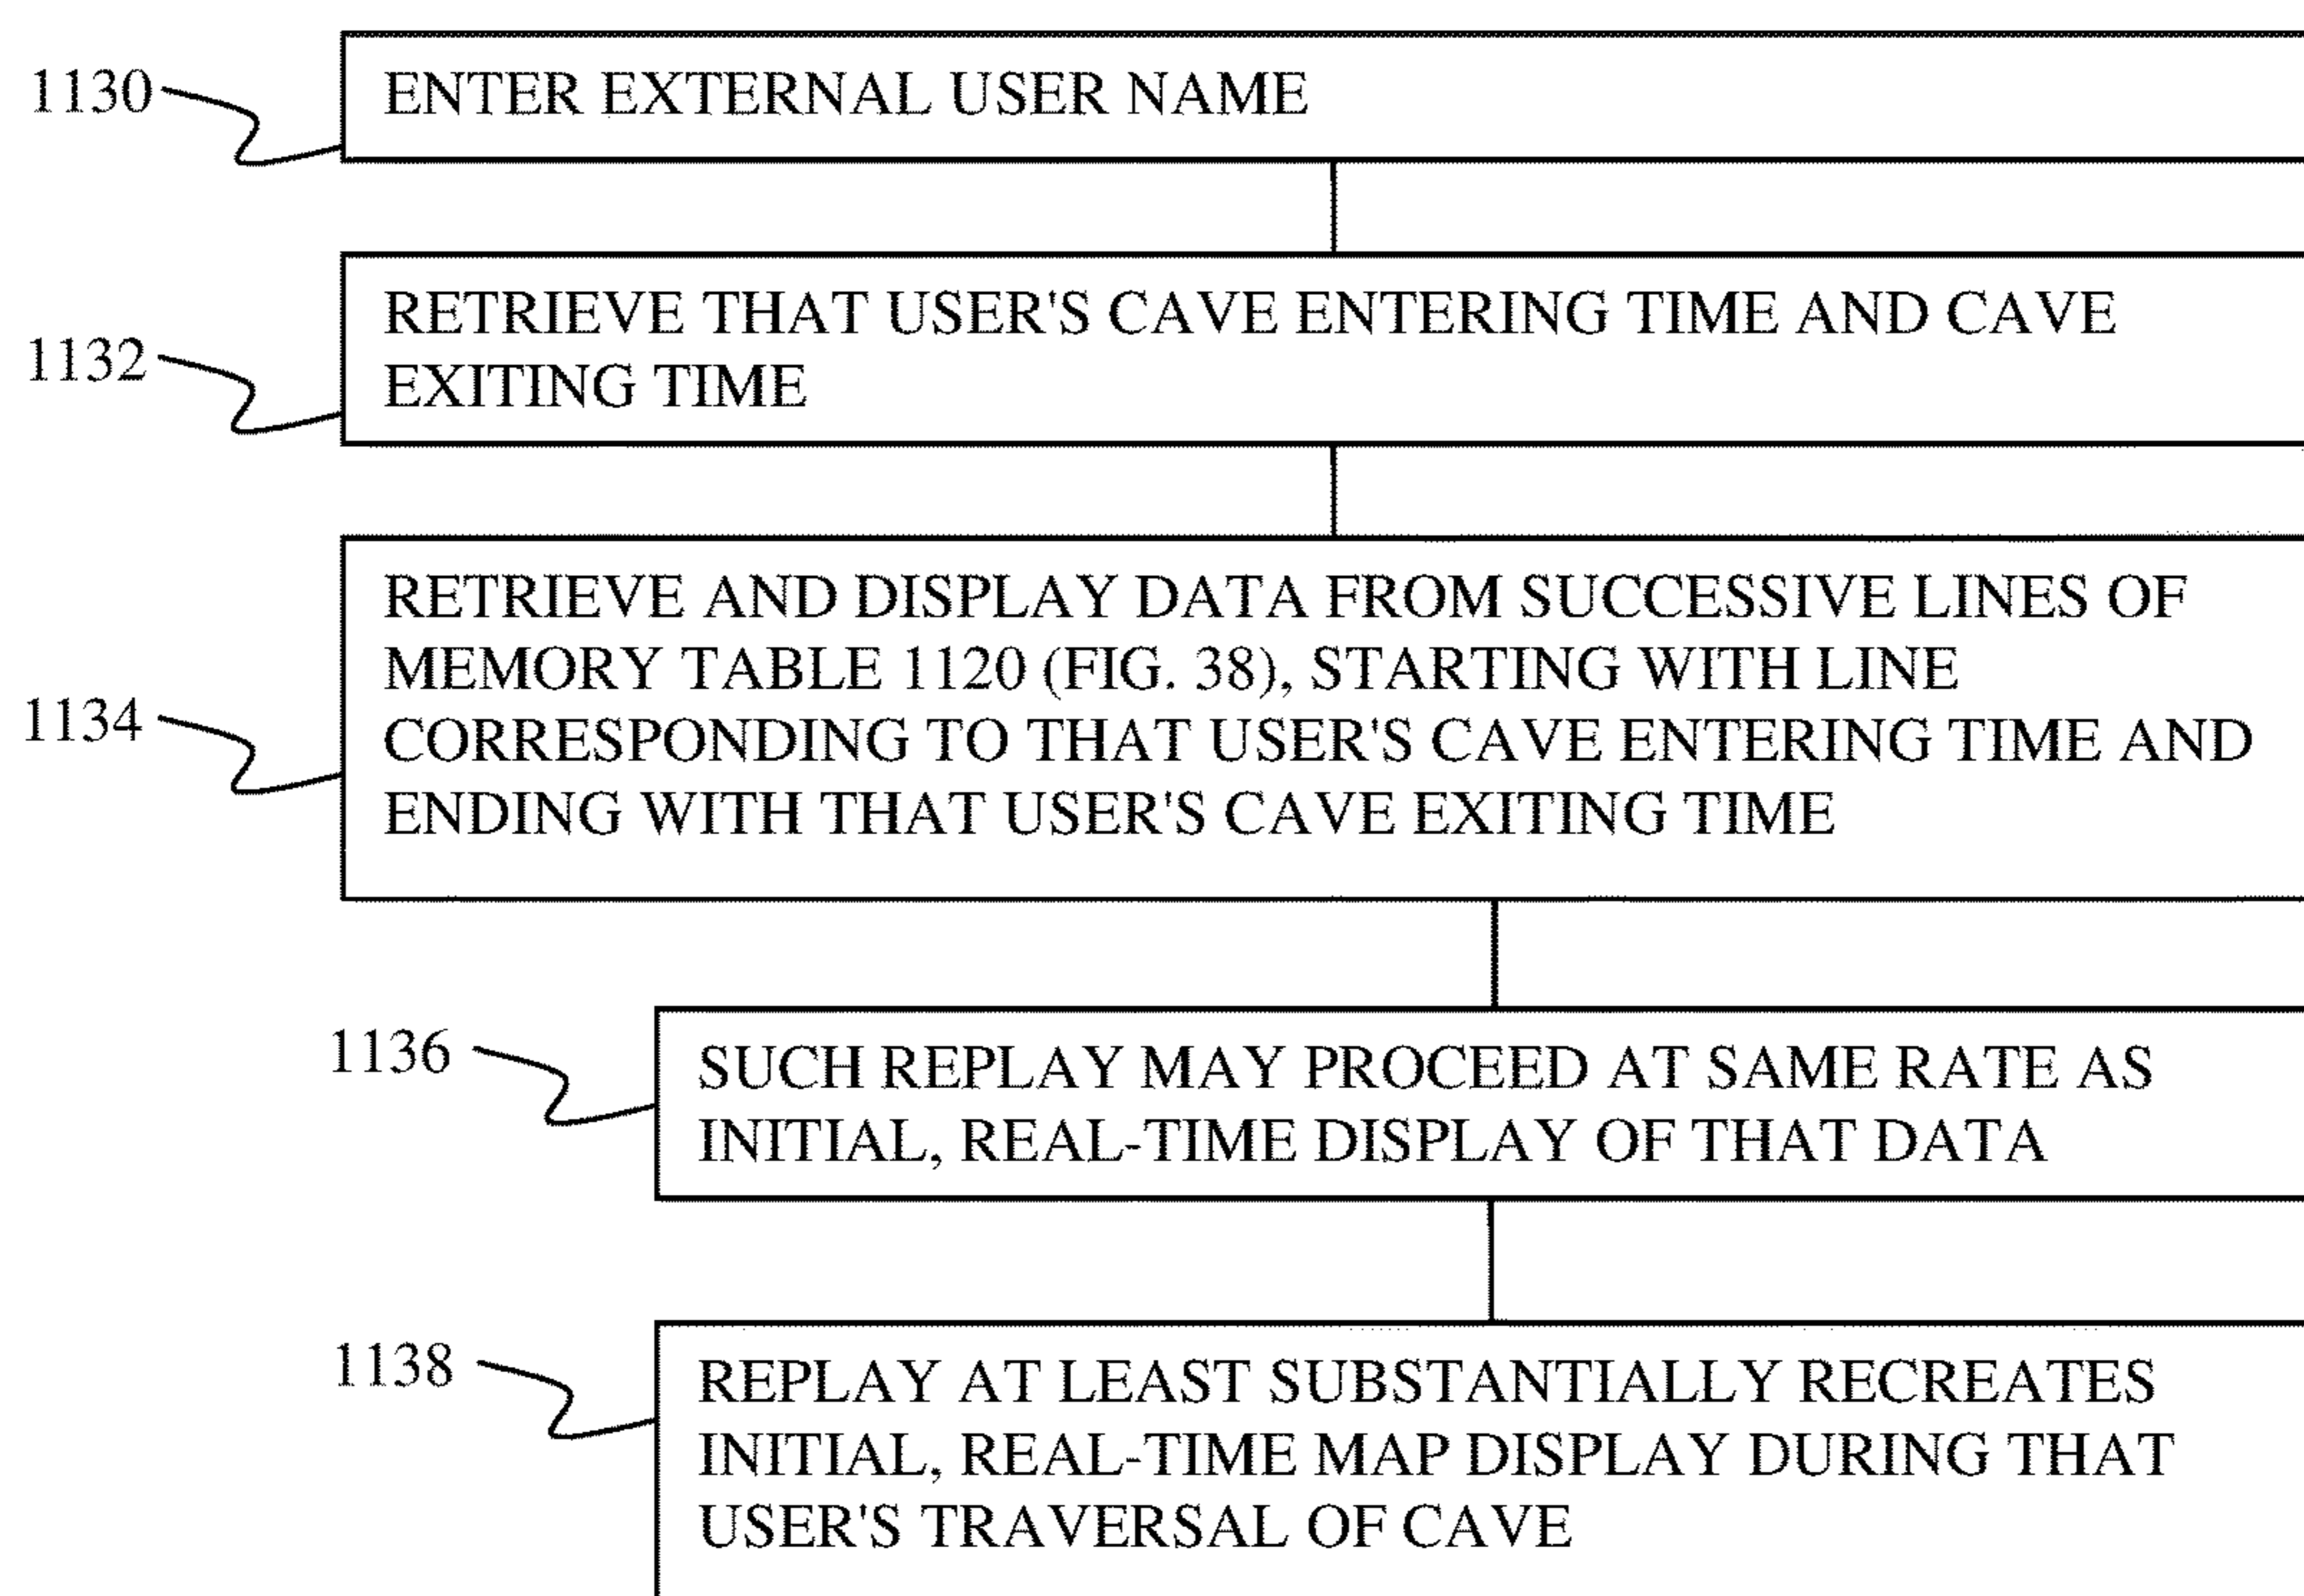 1130
ENTER EXTERNAL USER NAME
1132
RETRIEVE THAT USER'S CAVE ENTERING TIME AND CAVE
EXITING TIME
1134
RETRIEVE AND DISPLAY DATA FROM SUCCESSIVE LINES OF
MEMORY TABLE 1120 (FIG. 38), STARTING WITH LINE
CORRESPONDING TO THAT USER'S CAVE ENTERING TIME AND
ENDING WITH THAT USER'S CAVE EXITING TIME
1136
SUCH REPLAY MAY PROCEED AT SAME RATE AS
INITIAL, REAL-TIME DISPLAY OF THAT DATA
1138
REPLAY AT LEAST SUBSTANTIALLY RECREATES
INITIAL, REAL-TIME MAP DISPLAY DURING THAT
USER'S TRAVERSAL OF CAVE